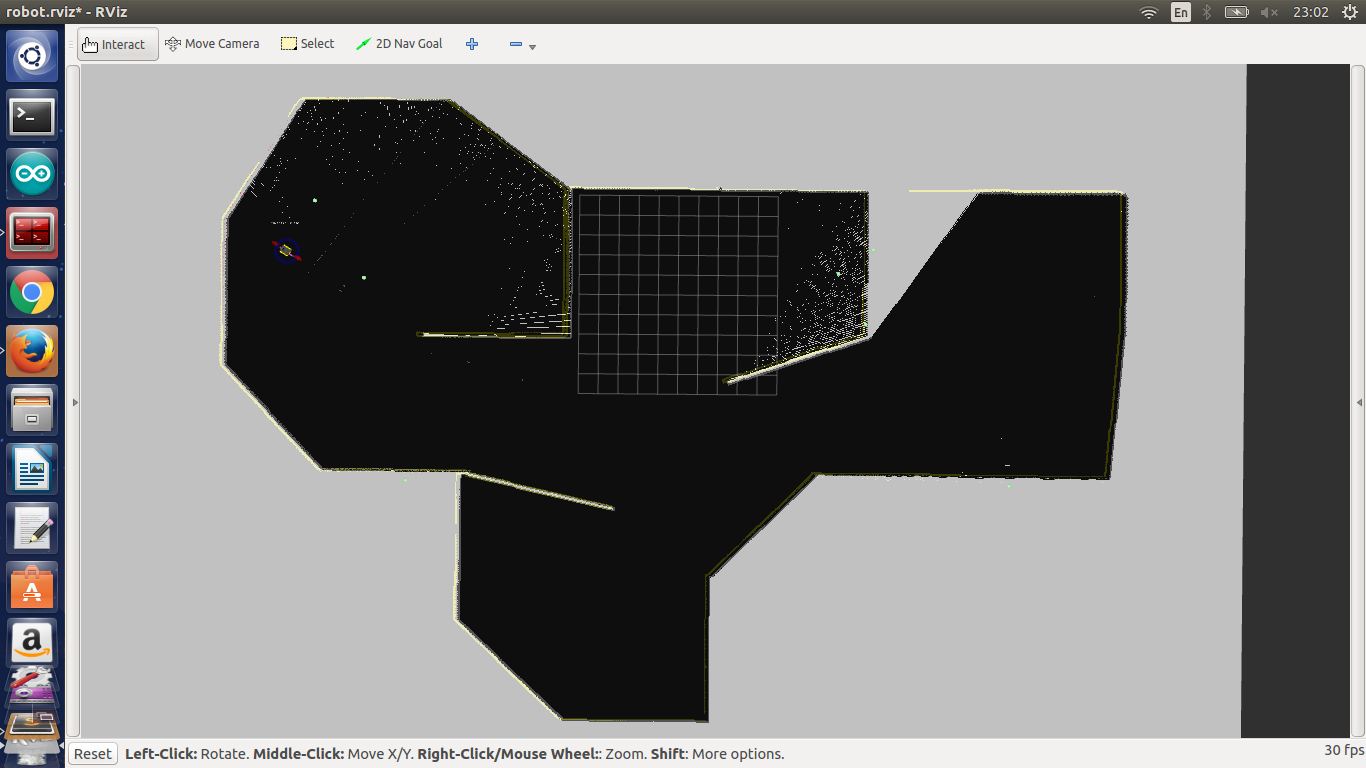 robot.rviz* - RViz
En
23:02
Interact
Move Camera
Select
2D Nav Goal
Reset
Left-Click: Rotate. Middle-Click: Move X/Y. Right-Click/Mouse Wheel:: Zoom. Shift: More options.
30 fps